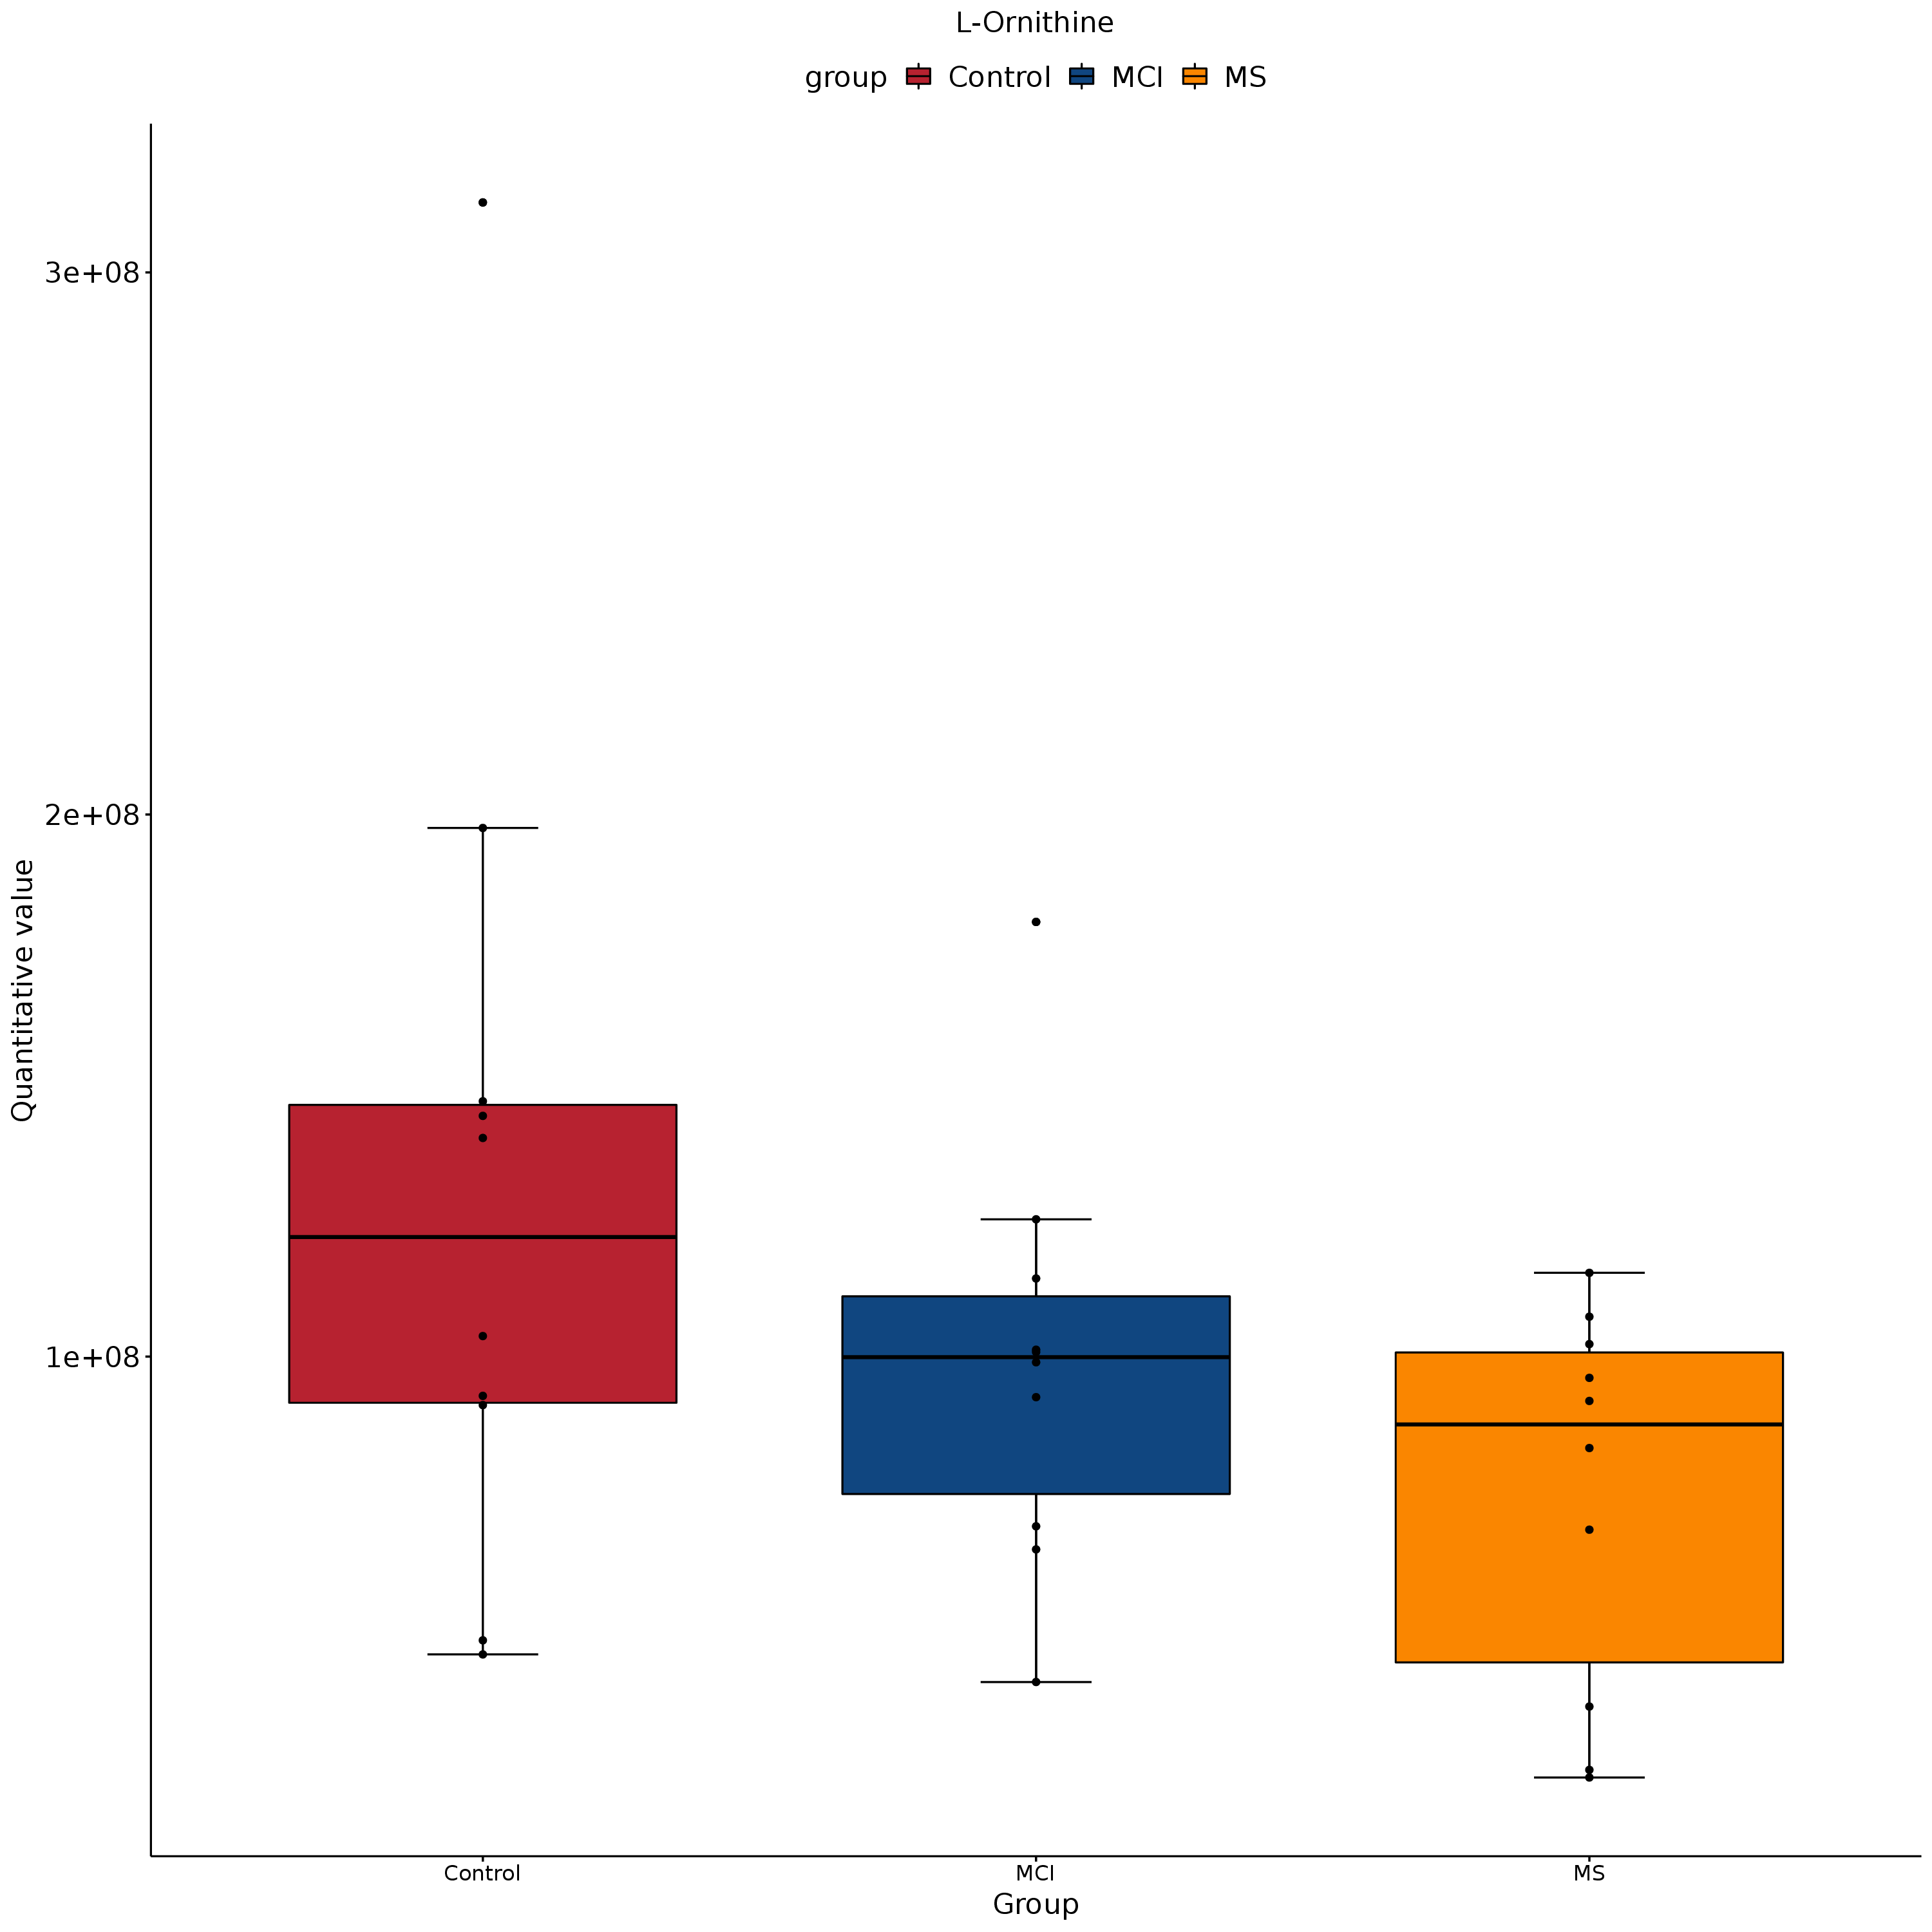 L-Ornithine
group Control MCI MS
3e+08
2e+08
1e+08
Quantitative value
Control MCI MS
Group